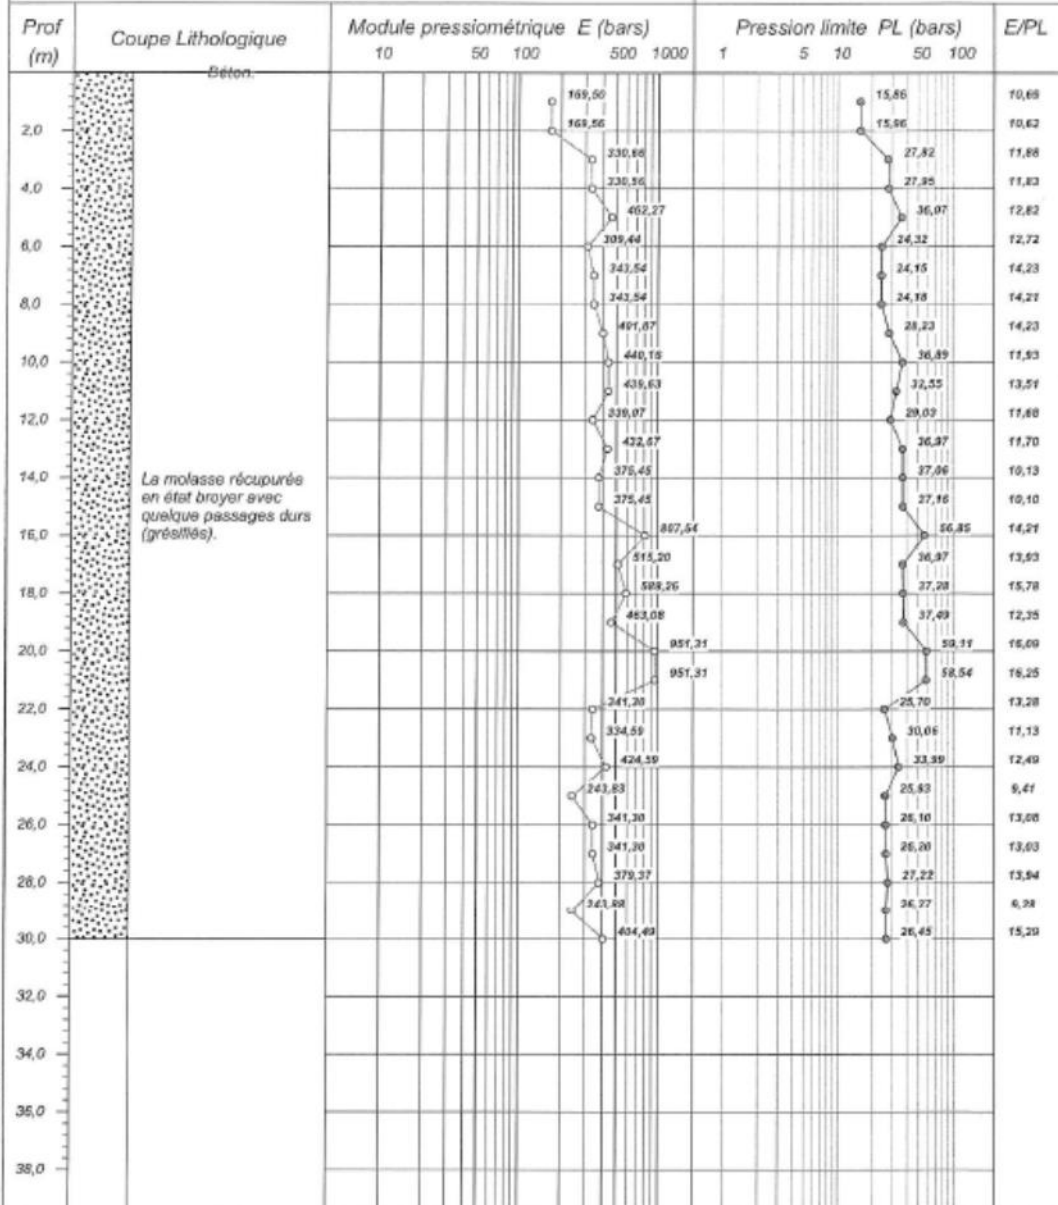 Prof (m) Coupe Lithologique Module pressiométrique E (bars) Pression limite PL (bars) E/PL
10 50 100 500 1000 1 5 10 50 100
Béton.
169,50 15,86 10,69
2,0 169,56 15,96 10,62
330,66 27,82 11,88
4,0 330,56 27,95 11,83
462,27 36,07 12,82
6,0 309,44 24,32 12,72
343,54 24,15 14,23
8,0 343,54 24,18 14,21
401,67 28,23 14,23
10,0 440,16 36,89 11,93
439,63 32,55 13,51
12,0 339,07 29,03 11,68
432,67 36,97 11,70
14,0 375,45 37,06 10,13
375,45 37,16 10,10
La molasse récupurée
en état broyer avec
quelque passages durs
(grésifiés).
16,0 807,64 56,85 14,21
515,20 36,97 13,93
18,0 588,26 37,28 15,78
463,08 37,49 12,35
20,0 951,31 59,11 16,09
951,31 58,54 16,25
22,0 341,30 25,70 13,28
334,59 30,06 11,13
24,0 424,59 33,99 12,49
243,83 25,93 9,41
26,0 341,30 26,10 13,08
341,30 26,20 13,03
28,0 379,37 27,22 13,94
243,88 26,27 9,28
30,0 404,49 26,45 15,29
32,0
34,0
36,0
38,0